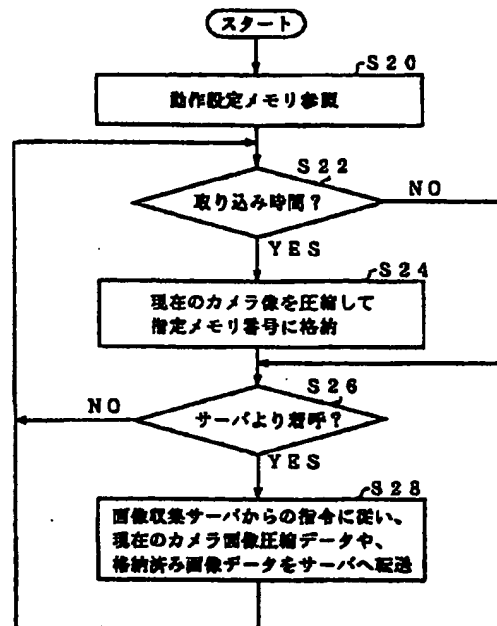 スタート
S20
動作設定メモリ参照
S22
取り込み時間？
NO
YES
S24
現在のカメラ像を圧縮して
指定メモリ番号に格納
S26
NO
サーバより着呼？
YES
S28
画像収集サーバからの指令に従い、
現在のカメラ画像圧縮データや、
格納済み画像データをサーバへ転送